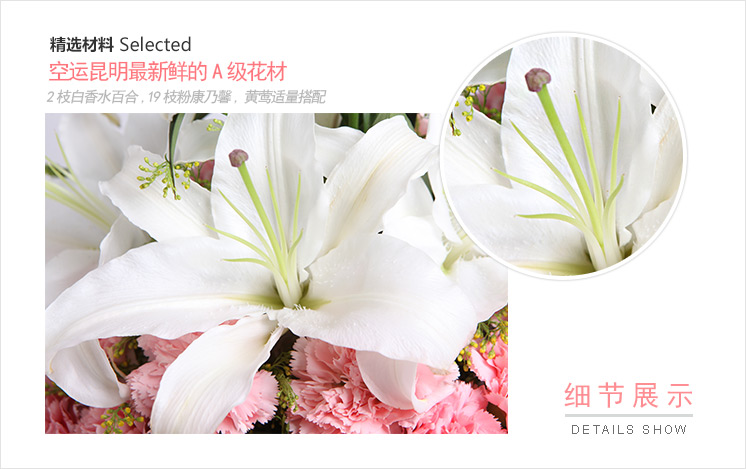 精选材料 Selected
空运昆明最新鲜的 A 级花材
2 枝白香水百合 , 19 枝粉康乃馨 , 黄莺适量搭配
细节展示
DETAILS SHOW